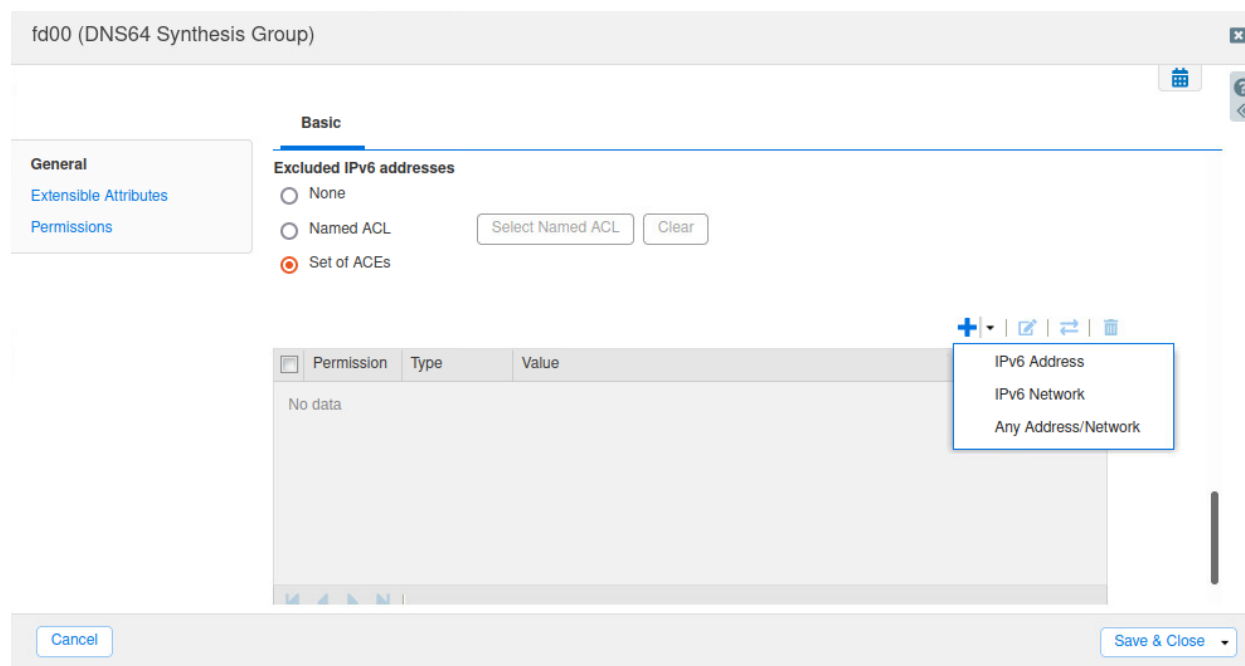 fd00 (DNS64 Synthesis Group)
Basic
General
Extensible Attributes
Permissions
Excluded IPv6 addresses
None
Named ACL
Select Named ACL
Clear
Set of ACEs
IPv6 Address
IPv6 Network
Any Address/Network
Permission
Type
Value
No data
Cancel
Save & Close